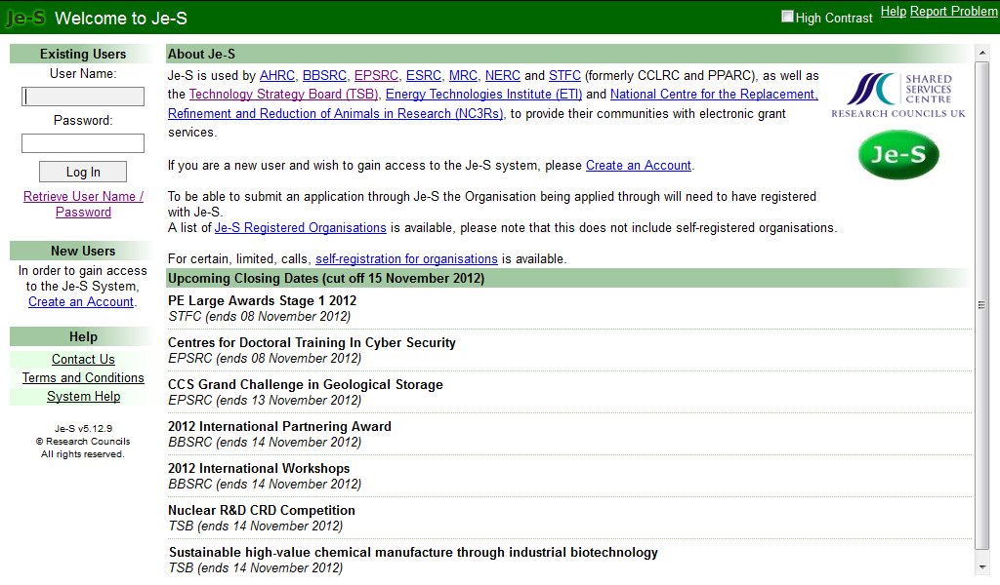 Je-S Welcome to Je-S
High Contrast
Help Report Problem
Existing Users
User Name:
Password:
Log In
Retrieve User Name /
Password
New Users
In order to gain access
to the Je-S System,
Create an Account.
Help
Contact Us
Terms and Conditions
System Help
Je-S v5.12.9
© Research Councils
All rights reserved.
About Je-S
Je-S is used by AHRC, BBSRC, EPSRC, ESRC, MRC, NERC and STFC (formerly CCLRC and PPARC), as well as
the Technology Strategy Board (TSB), Energy Technologies Institute (ETI) and National Centre for the Replacement,
Refinement and Reduction of Animals in Research (NC3Rs), to provide their communities with electronic grant
services.
If you are a new user and wish to gain access to the Je-S system, please Create an Account.
To be able to submit an application through Je-S the Organisation being applied through will need to have registered
with Je-S.
A list of Je-S Registered Organisations is available, please note that this does not include self-registered organisations.
For certain, limited, calls, self-registration for organisations is available.
SHARED
SERVICES
CENTRE
RESEARCH COUNCILS UK
Je-S
Upcoming Closing Dates (cut off 15 November 2012)
PE Large Awards Stage 1 2012
STFC (ends 08 November 2012)
Centres for Doctoral Training In Cyber Security
EPSRC (ends 08 November 2012)
CCS Grand Challenge in Geological Storage
EPSRC (ends 13 November 2012)
2012 International Partnering Award
BBSRC (ends 14 November 2012)
2012 International Workshops
BBSRC (ends 14 November 2012)
Nuclear R&D CRD Competition
TSB (ends 14 November 2012)
Sustainable high-value chemical manufacture through industrial biotechnology
TSB (ends 14 November 2012)